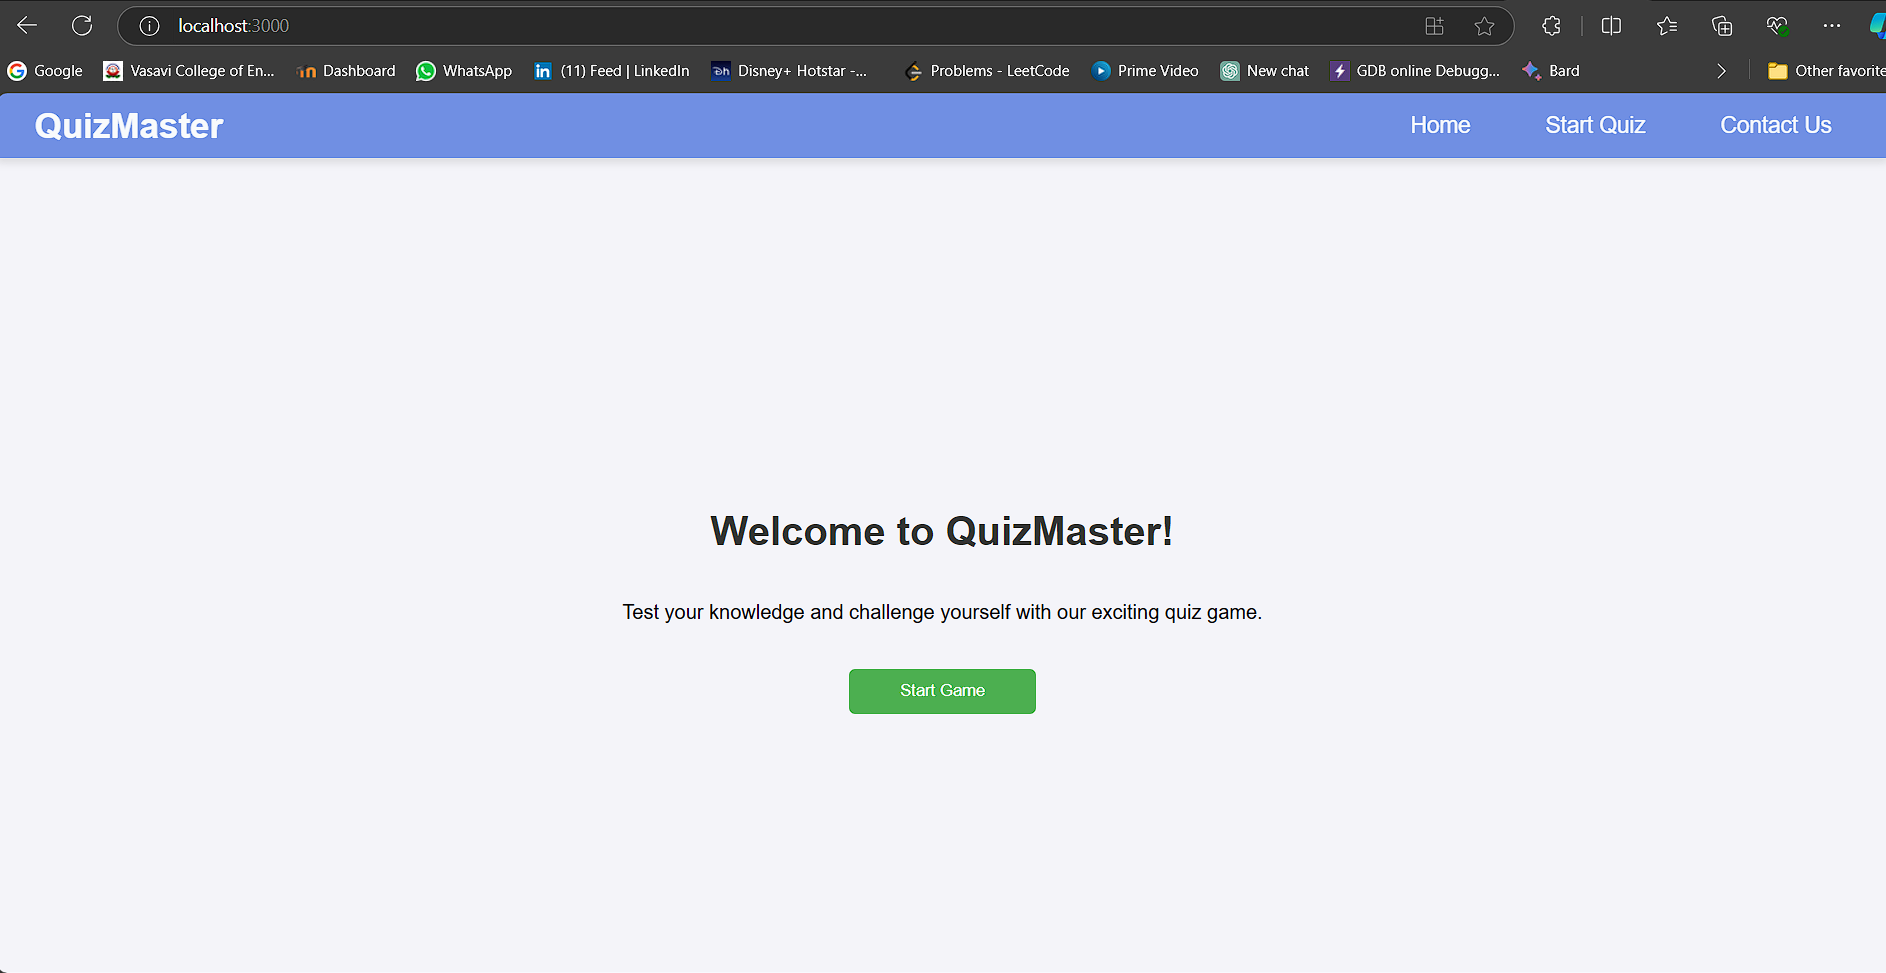 localhost:3000
Google Vasavi College of En... Dashboard WhatsApp (11) Feed | LinkedIn Disney+ Hotstar -... Problems - LeetCode Prime Video New chat GDB online Debugg... Bard Other favorite
QuizMaster Home Start Quiz Contact Us
Welcome to QuizMaster!
Test your knowledge and challenge yourself with our exciting quiz game.
Start Game